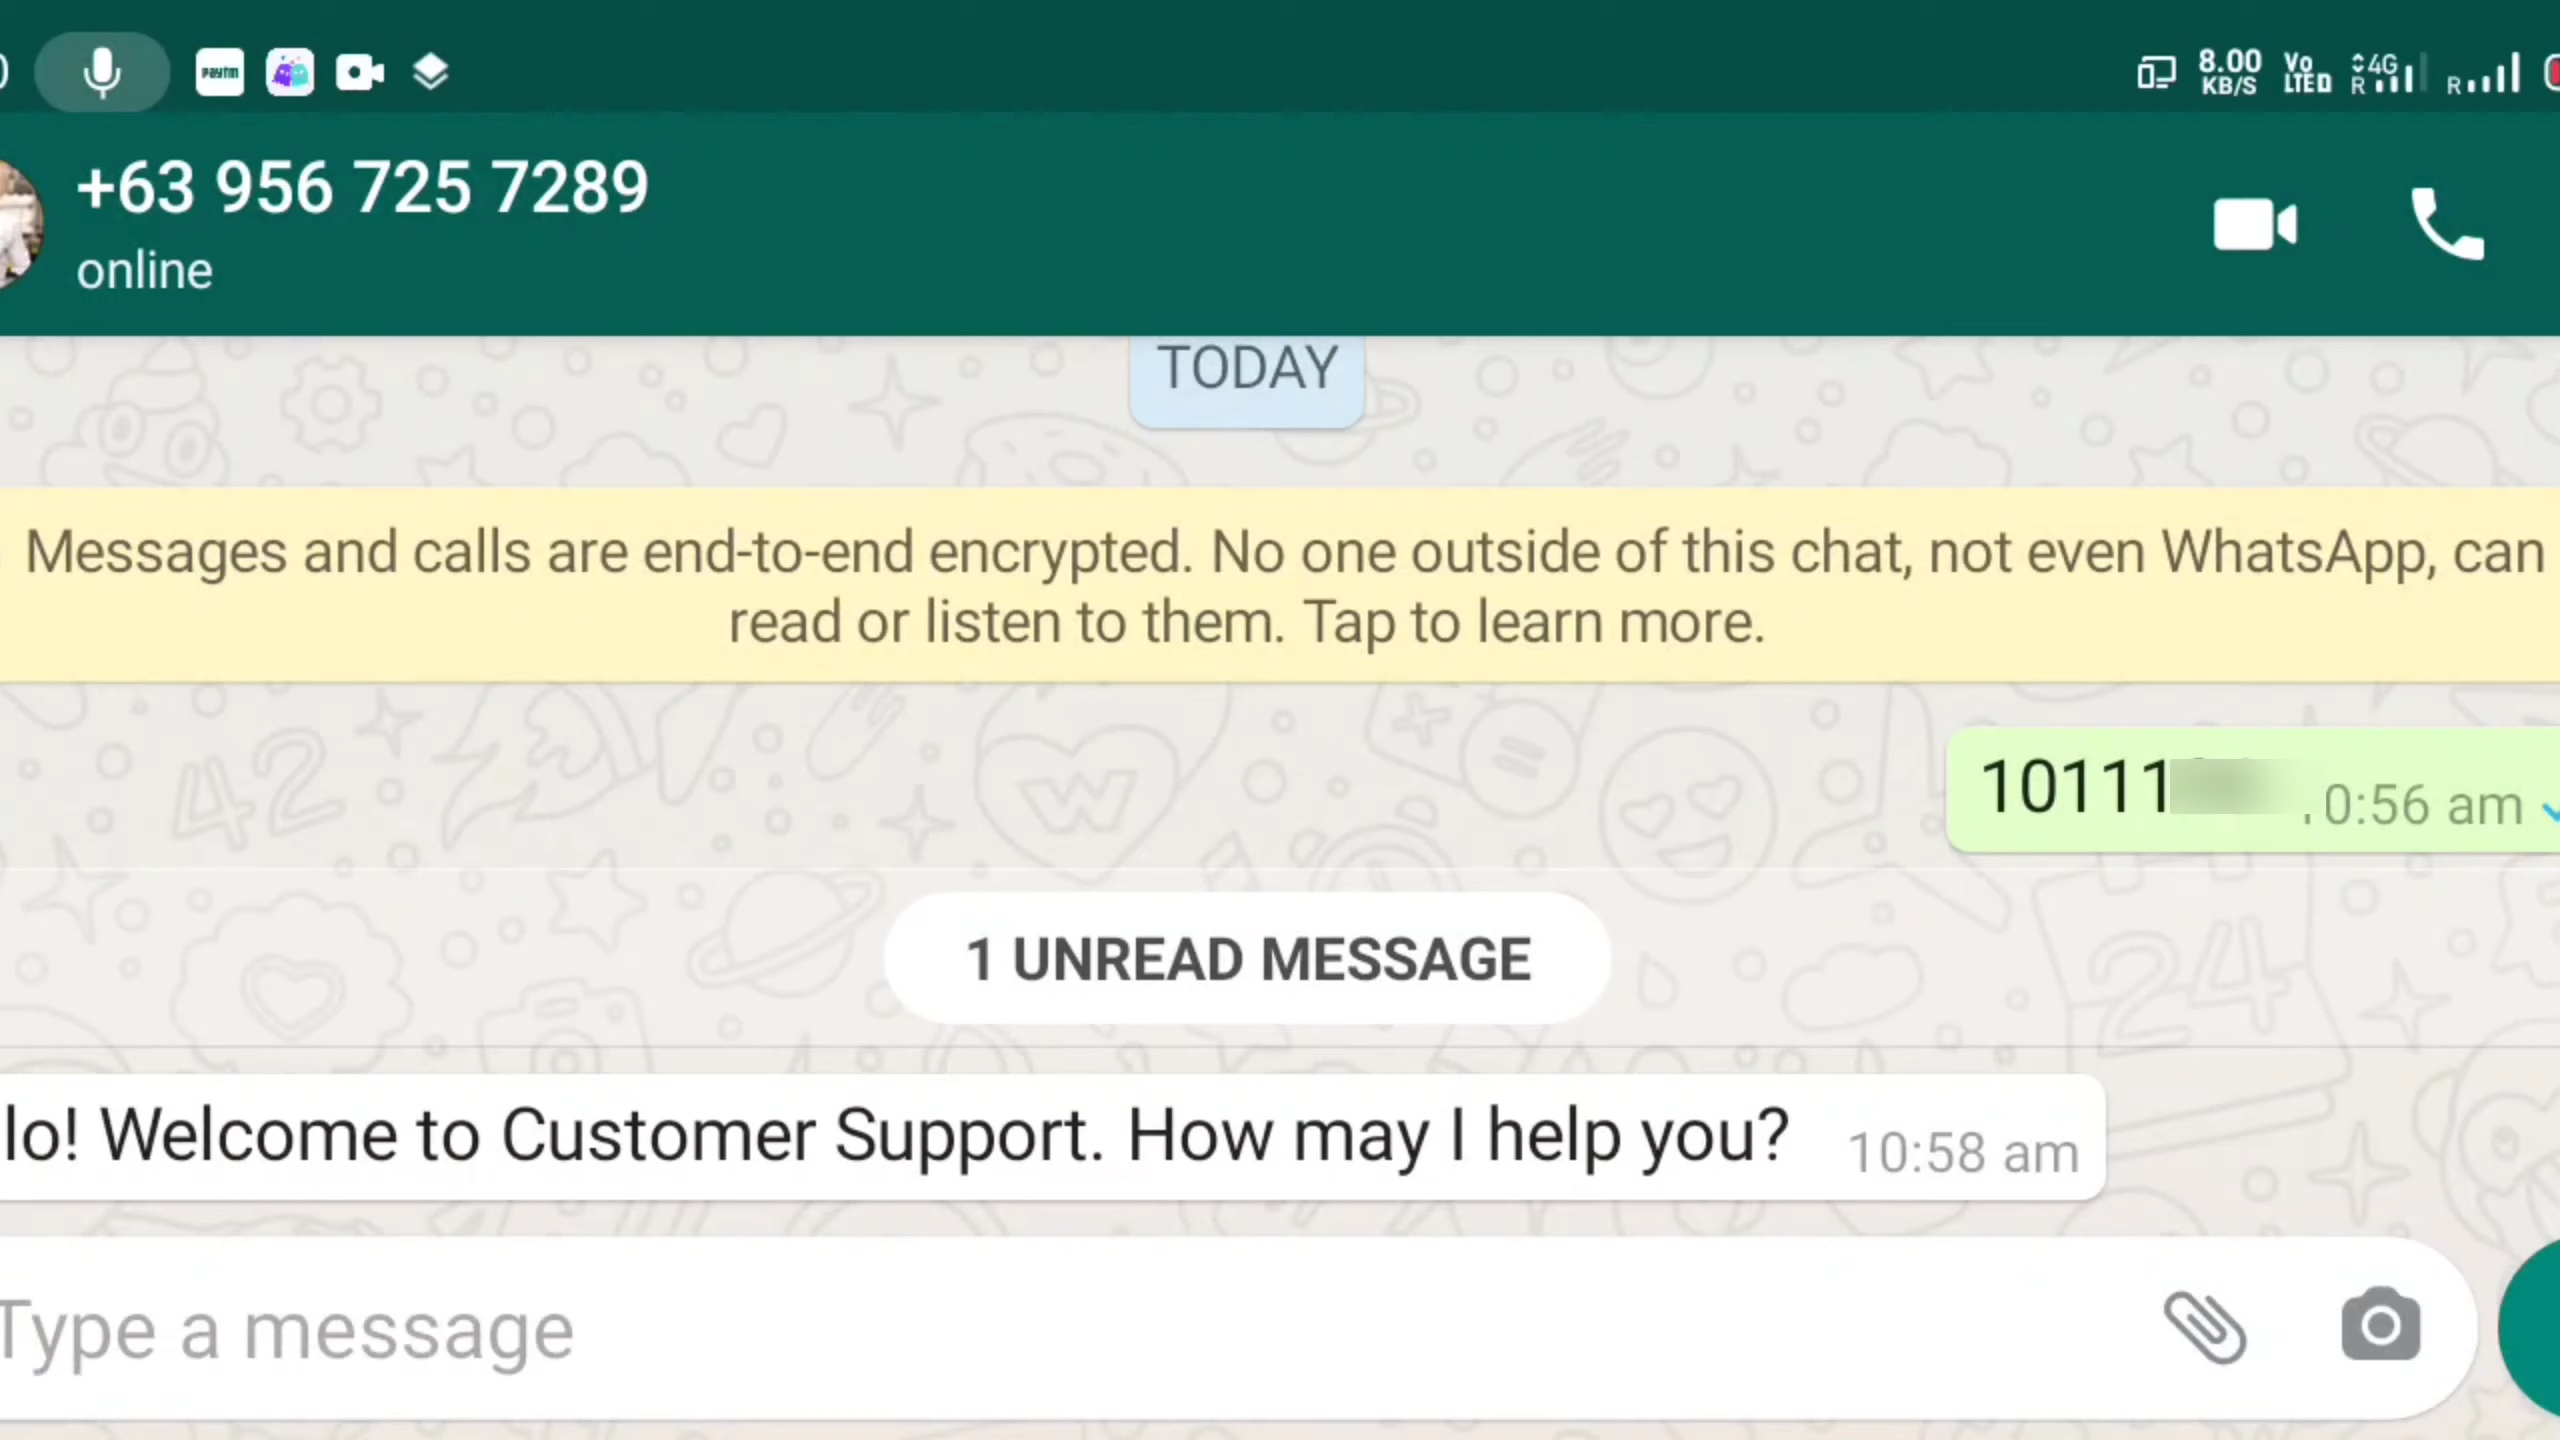 paytm
8.00
KB/S
Vo
LTED
4G
R
R
+63 956 725 7289
online
TODAY
Messages and calls are end-to-end encrypted. No one outside of this chat, not even WhatsApp, can
read or listen to them. Tap to learn more.
10111
0:56 am
1 UNREAD MESSAGE
lo! Welcome to Customer Support. How may I help you?
10:58 am
Type a message